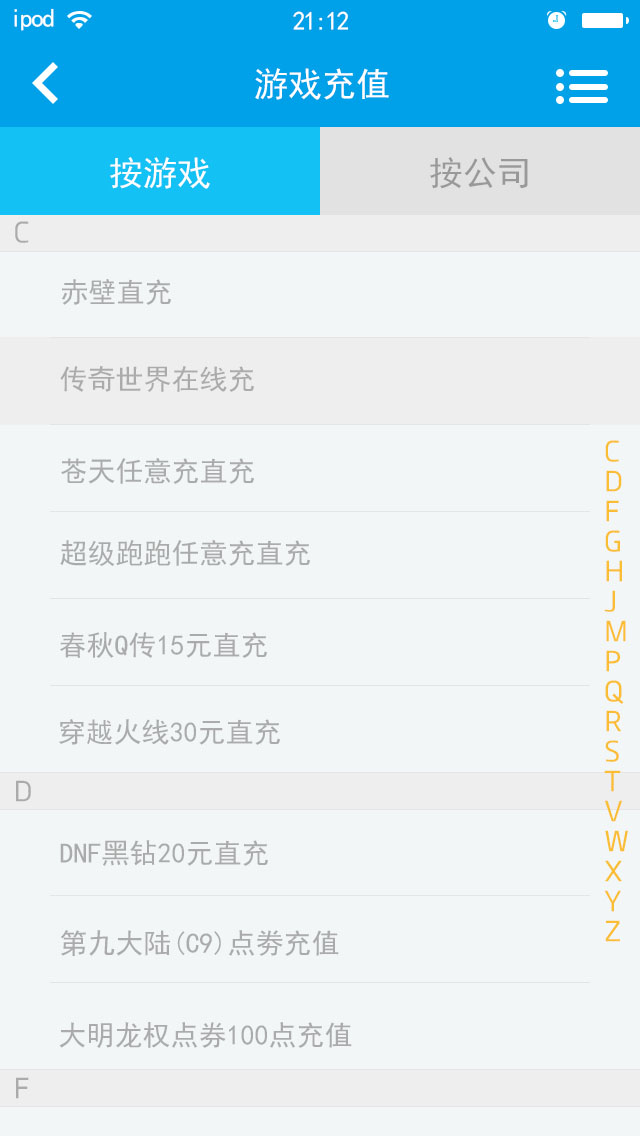 ipod 21:12
游戏充值
按游戏 按公司
C
赤壁直充
传奇世界在线充
苍天任意充直充
超级跑跑任意充直充
春秋Q传15元直充
穿越火线30元直充
D
DNF黑钻20元直充
第九大陆(C9)点劵充值
大明龙权点券100点充值
F
C
D
F
G
H
J
M
P
Q
R
S
T
V
W
X
Y
Z